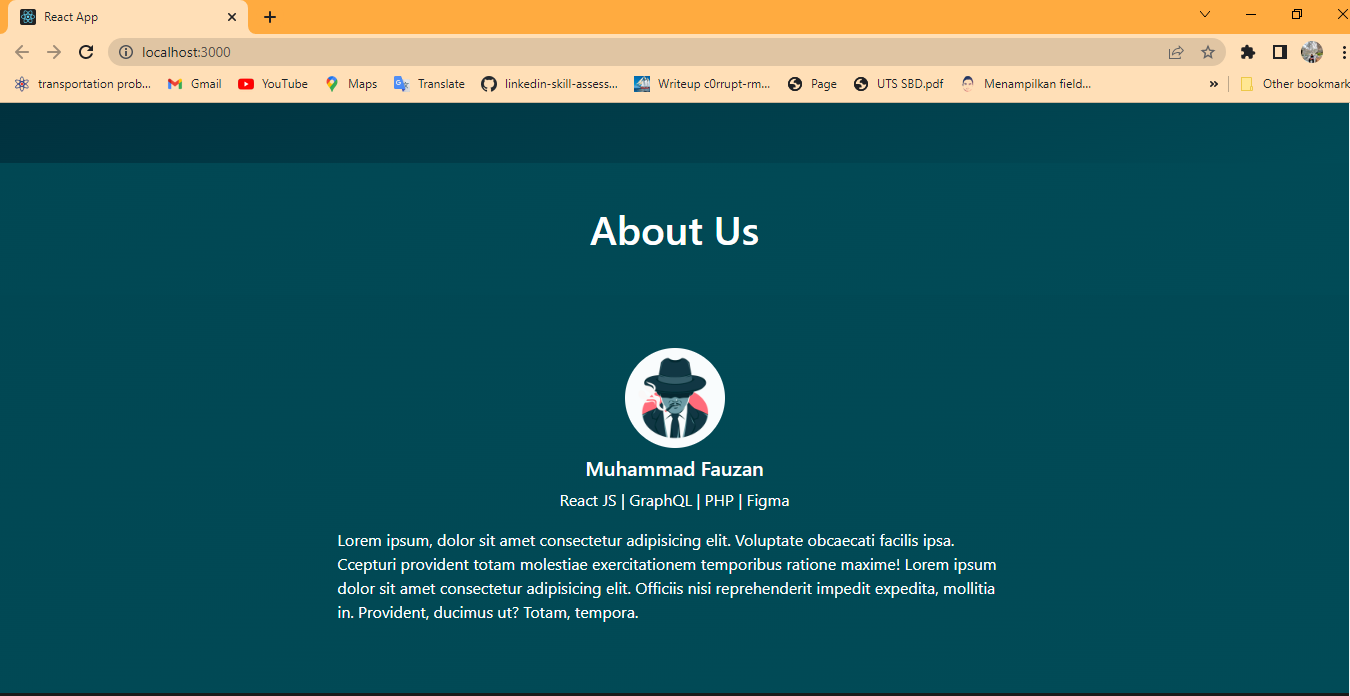 React App
localhost:3000
transportation prob... Gmail YouTube Maps Translate linkedin-skill-assess... Writeup c0rrupt-rm... Page UTS SBD.pdf Menampilkan field... » Other bookmark
About Us
Muhammad Fauzan
React JS | GraphQL | PHP | Figma
Lorem ipsum, dolor sit amet consectetur adipisicing elit. Voluptate obcaecati facilis ipsa.
Ccepturi provident totam molestiae exercitationem temporibus ratione maxime! Lorem ipsum
dolor sit amet consectetur adipisicing elit. Officiis nisi reprehenderit impedit expedita, mollitia
in. Provident, ducimus ut? Totam, tempora.